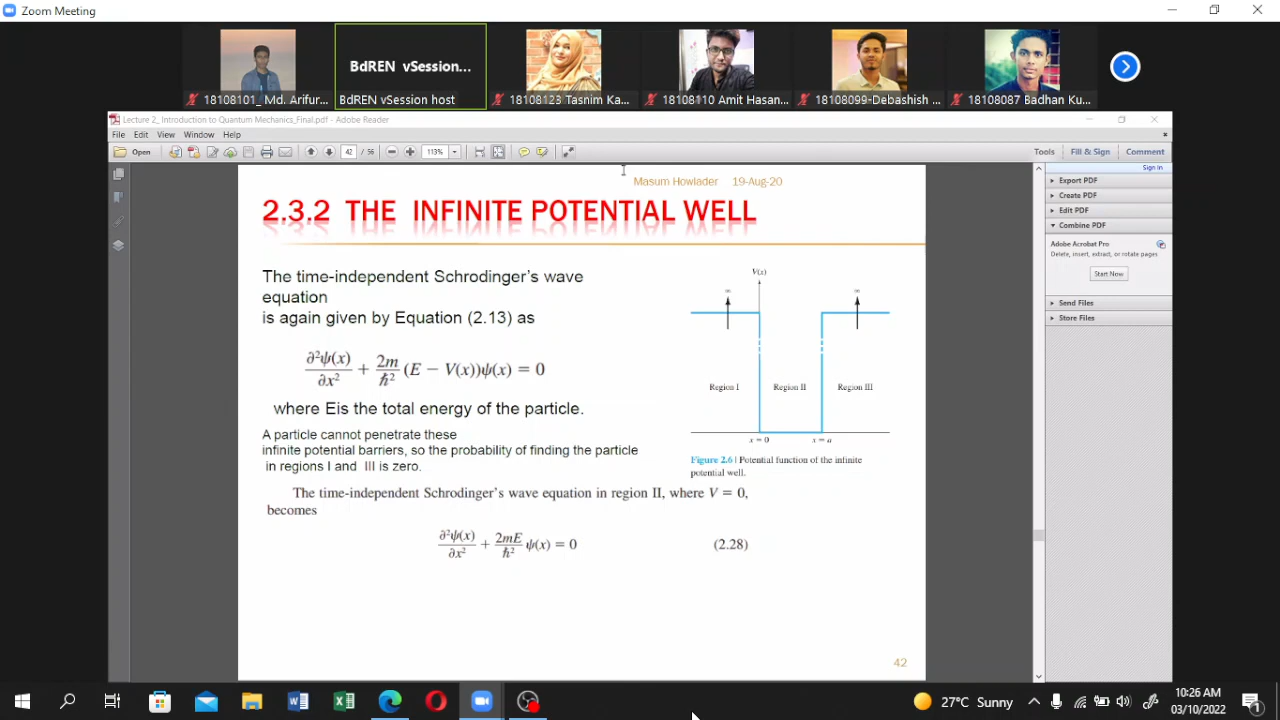 Zoom Meeting
BdREN vSession...
18108101_ Md. Arifur...
BdREN vSession host
18108123 Tasnim Ka...
18108110 Amit Hasan...
18108099-Debashish ...
18108087 Badhan Ku...
Lecture 2_ Introduction to Quantum Mechanics_Final.pdf - Adobe Reader
File Edit View Window Help
Open 42 / 56 113% Tools Fill & Sign Comment
Sign In
Export PDF
Create PDF
Edit PDF
Combine PDF
Adobe Acrobat Pro
Delete, insert, extract, or rotate pages
Start Now
Send Files
Store Files
Masum Howlader 19-Aug-20
2.3.2 THE INFINITE POTENTIAL WELL
The time-independent Schrodinger's wave
equation
is again given by Equation (2.13) as
∂²ψ(x)/∂x² + 2m/ħ² (E − V(x))ψ(x) = 0
where Eis the total energy of the particle.
A particle cannot penetrate these
infinite potential barriers, so the probability of finding the particle
in regions I and III is zero.
V(x)
∞ ∞
Region I Region II Region III
x = 0 x = a
Figure 2.6 | Potential function of the infinite
potential well.
The time-independent Schrodinger's wave equation in region II, where V = 0,
becomes
∂²ψ(x)/∂x² + 2mE/ħ² ψ(x) = 0 (2.28)
42
27°C Sunny
10:26 AM
03/10/2022
1